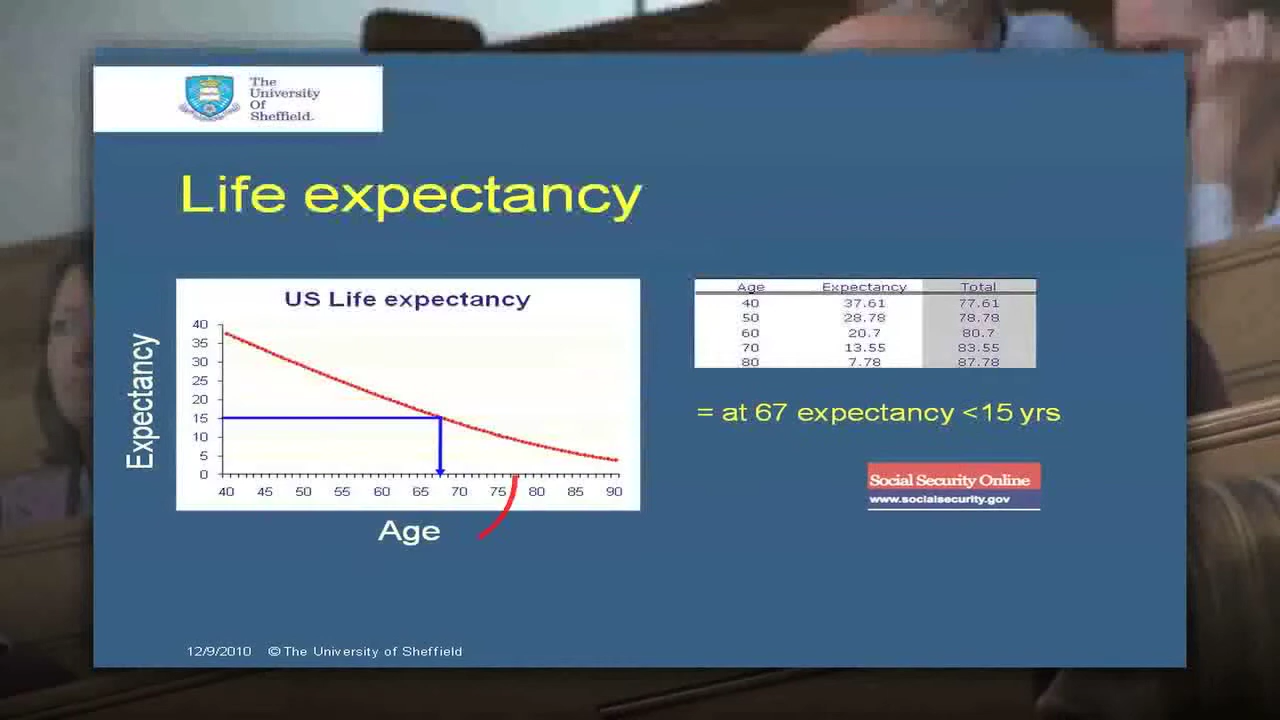 The
University
Of
Sheffield.
Life expectancy
US Life expectancy
Expectancy
40
35
30
25
20
15
10
5
0
40 45 50 55 60 65 70 75 80 85 90
Age
Age Expectancy Total
40 37.61 77.61
50 28.78 78.78
60 20.7 80.7
70 13.55 83.55
80 7.78 87.78
= at 67 expectancy <15 yrs
Social Security Online
www.socialsecurity.gov
12/9/2010 © The University of Sheffield